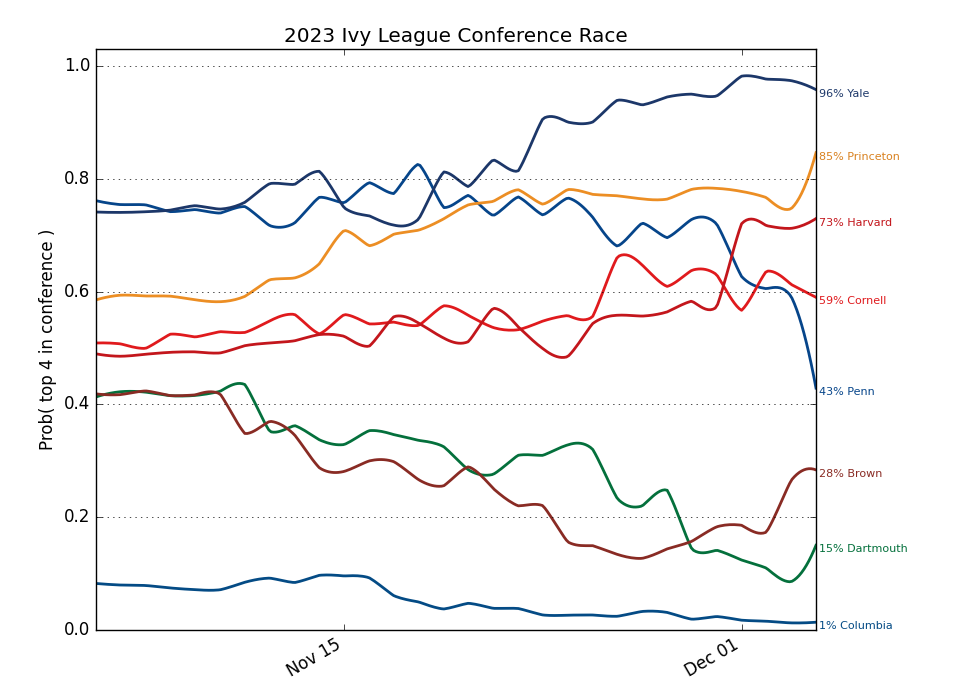 2023 Ivy League Conference Race
Prob( top 4 in conference )
1.0
0.8
0.6
0.4
0.2
0.0
Nov 15
Dec 01
96% Yale
85% Princeton
73% Harvard
59% Cornell
43% Penn
28% Brown
15% Dartmouth
1% Columbia